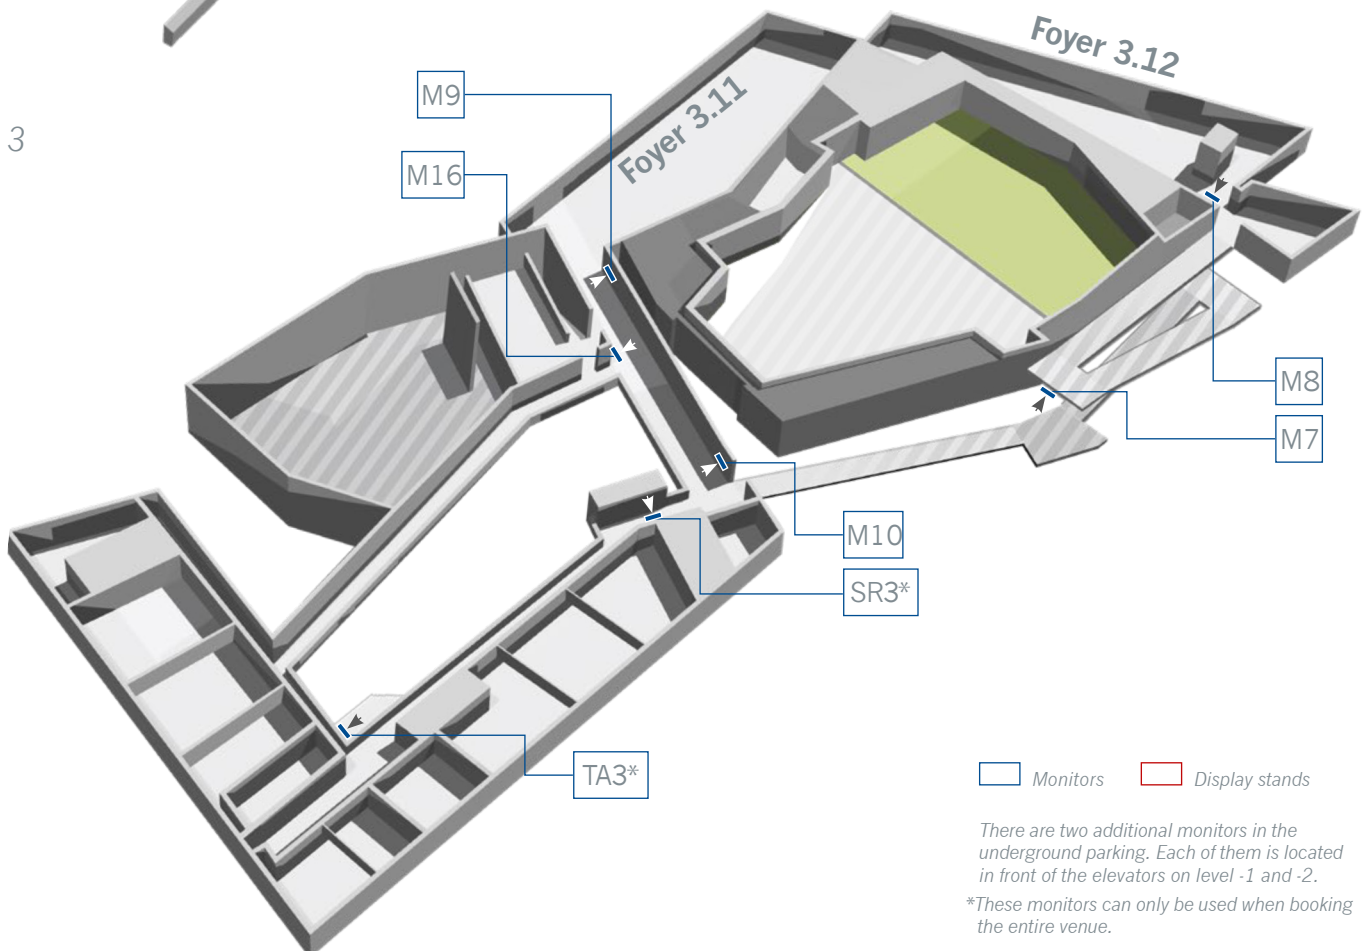 Foyer 3.12
M9
Foyer 3.11
3
M16
M8
M7
M10
SR3*
TA3*
Monitors
Display stands
There are two additional monitors in the
underground parking. Each of them is located
in front of the elevators on level -1 and -2.
*These monitors can only be used when booking
the entire venue.